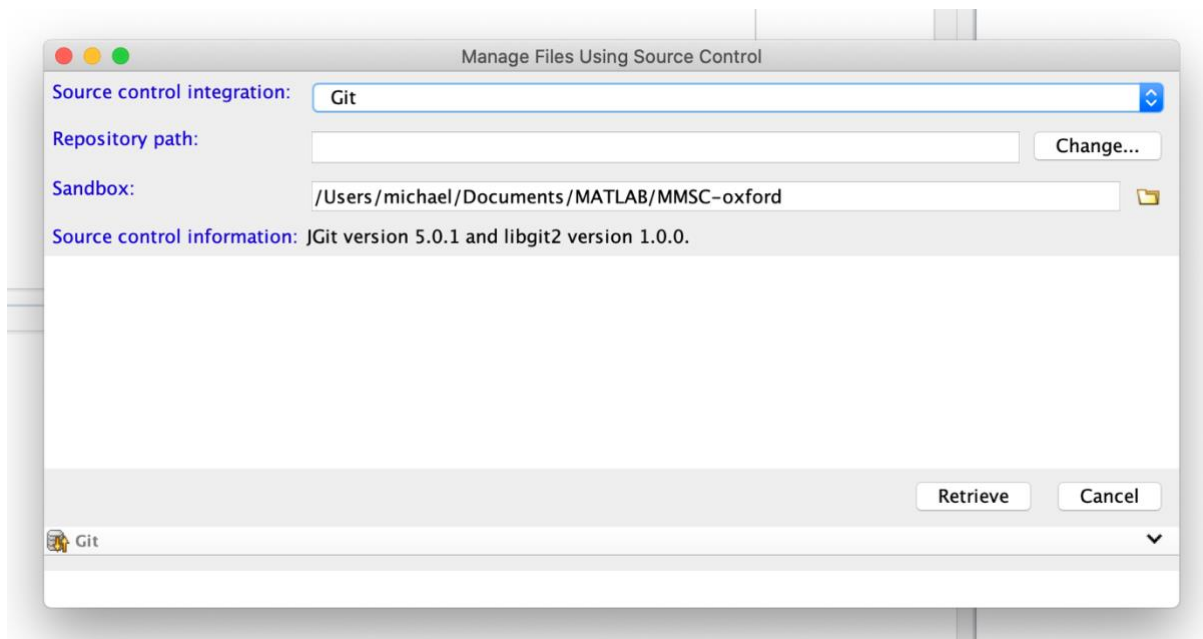 Manage Files Using Source Control
Source control integration: Git
Repository path: Change...
Sandbox: /Users/michael/Documents/MATLAB/MMSC-oxford
Source control information: JGit version 5.0.1 and libgit2 version 1.0.0.
Retrieve Cancel
Git